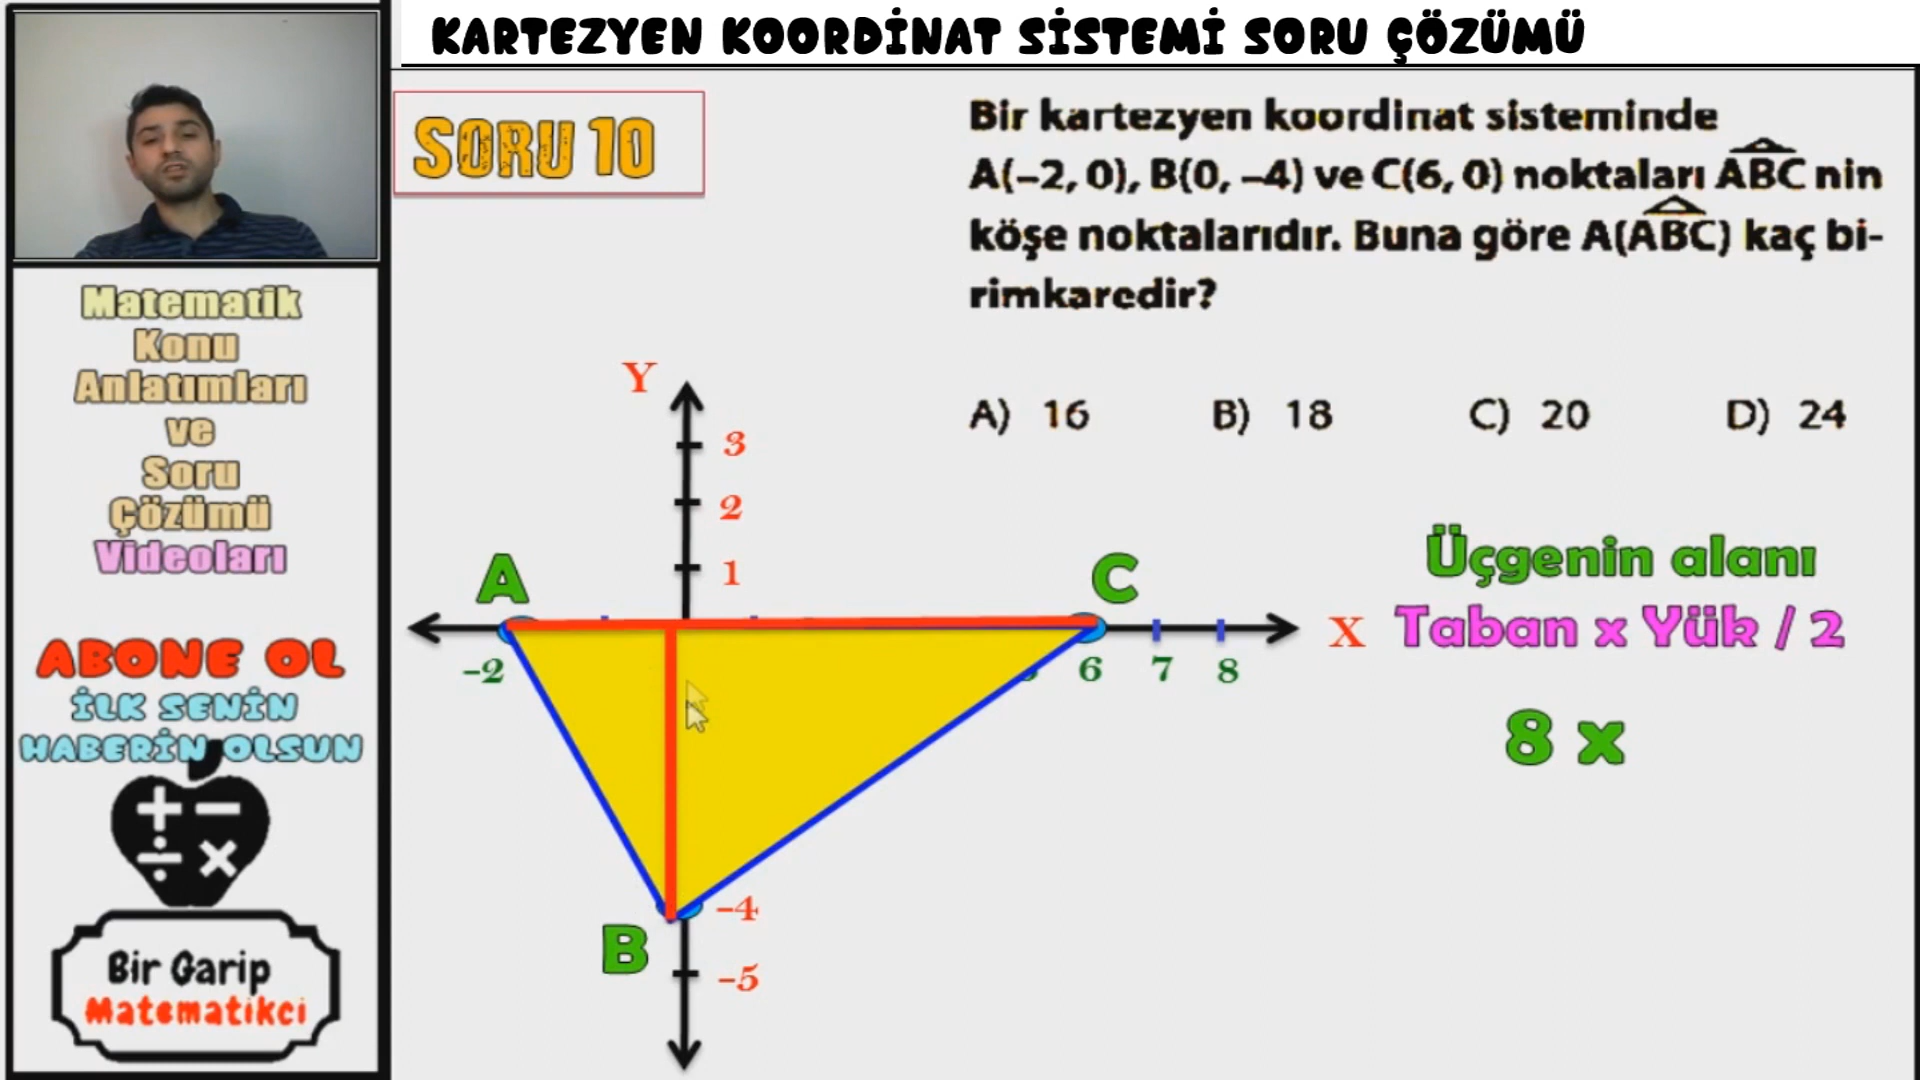 KARTEZYEN KOORDİNAT SİSTEMİ SORU ÇÖZÜMÜ
SORU 10
Bir kartezyen koordinat sisteminde
A(–2, 0), B(0, –4) ve C(6, 0) noktaları ABC nin
köşe noktalarıdır. Buna göre A(ABC) kaç bi-
rimkaredir?
A) 16 B) 18 C) 20 D) 24
Matematik
Konu
Anlatımları
ve
Soru
Çözümü
Videoları
ABONE OL
İLK SENİN
HABERİN OLSUN
Bir Garip
Matematikci
Y
3
2
1
A
C
X
-2
6
7
8
-4
B
-5
Üçgenin alanı
Taban x Yük / 2
8 x